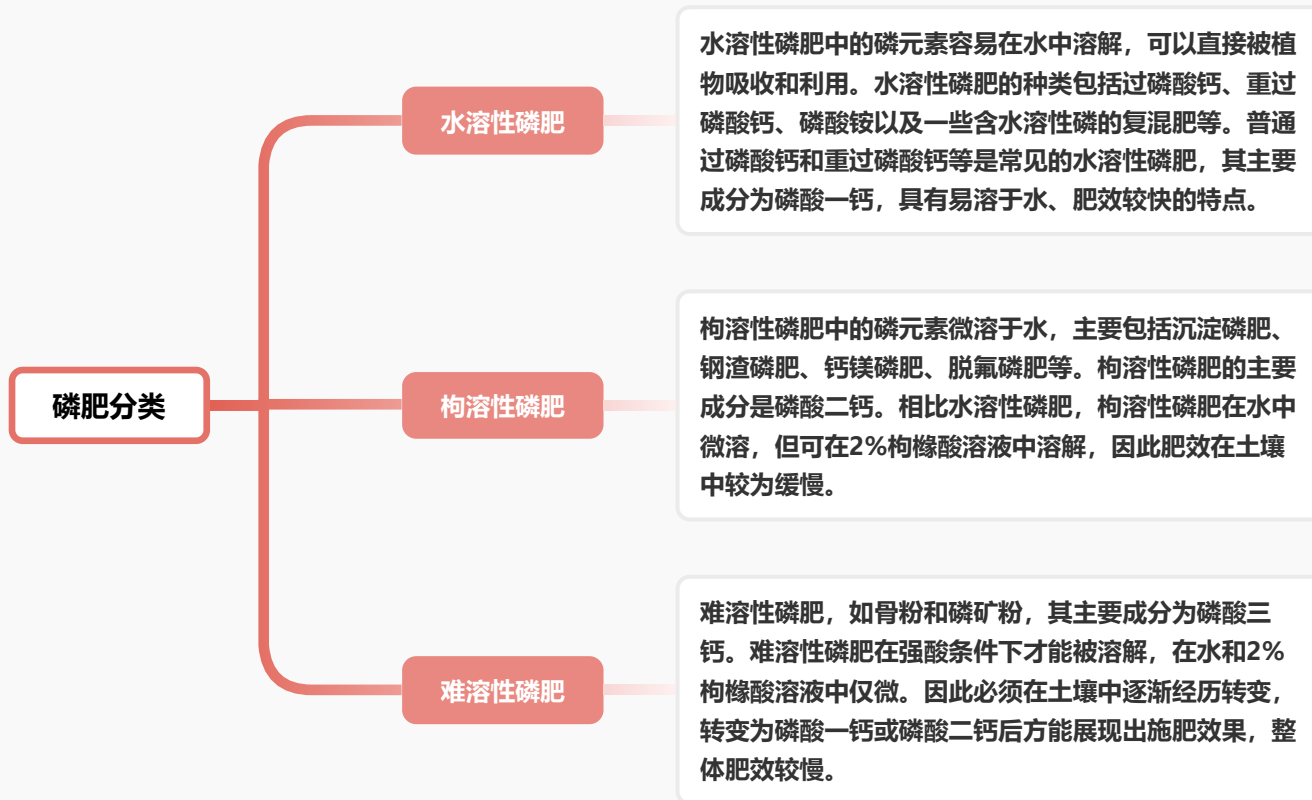 磷肥分类
水溶性磷肥
水溶性磷肥中的磷元素容易在水中溶解，可以直接被植
物吸收和利用。水溶性磷肥的种类包括过磷酸钙、重过
磷酸钙、磷酸铵以及一些含水溶性磷的复混肥等。普通
过磷酸钙和重过磷酸钙等是常见的水溶性磷肥，其主要
成分为磷酸一钙，具有易溶于水、肥效较快的特点。
枸溶性磷肥
枸溶性磷肥中的磷元素微溶于水，主要包括沉淀磷肥、
钢渣磷肥、钙镁磷肥、脱氟磷肥等。枸溶性磷肥的主要
成分是磷酸二钙。相比水溶性磷肥，枸溶性磷肥在水中
微溶，但可在2%枸橼酸溶液中溶解，因此肥效在土壤
中较为缓慢。
难溶性磷肥
难溶性磷肥，如骨粉和磷矿粉，其主要成分为磷酸三
钙。难溶性磷肥在强酸条件下才能被溶解，在水和2%
枸橼酸溶液中仅微。因此必须在土壤中逐渐经历转变，
转变为磷酸一钙或磷酸二钙后方能展现出施肥效果，整
体肥效较慢。